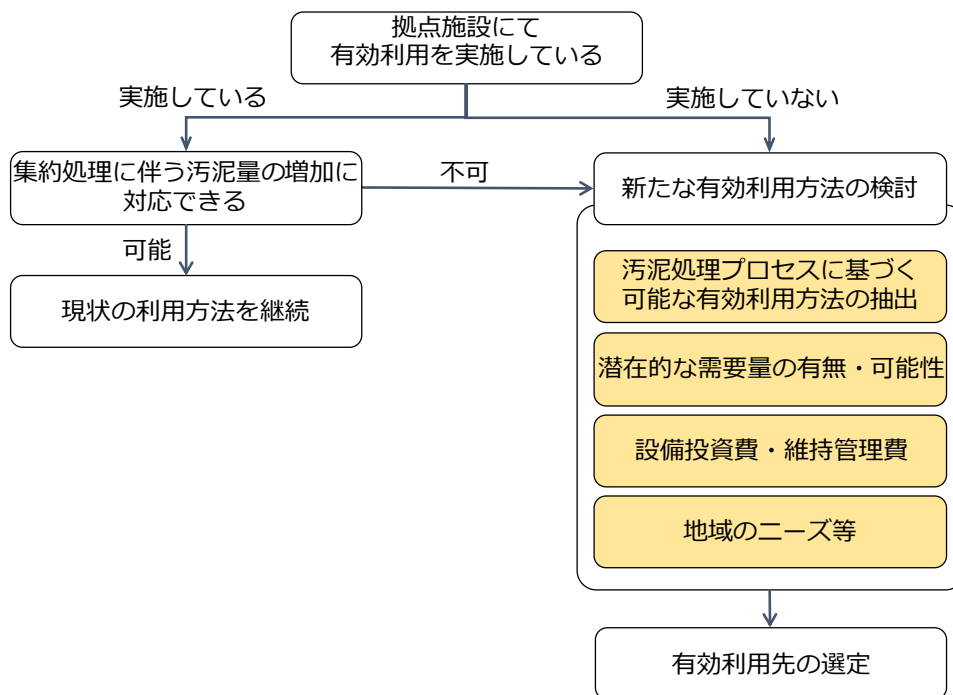 拠点施設にて
有効利用を実施している
実施している
実施していない
集約処理に伴う汚泥量の増加に
対応できる
不可
新たな有効利用方法の検討
可能
現状の利用方法を継続
汚泥処理プロセスに基づく
可能な有効利用方法の抽出
潜在的な需要量の有無・可能性
設備投資費・維持管理費
地域のニーズ等
有効利用先の選定